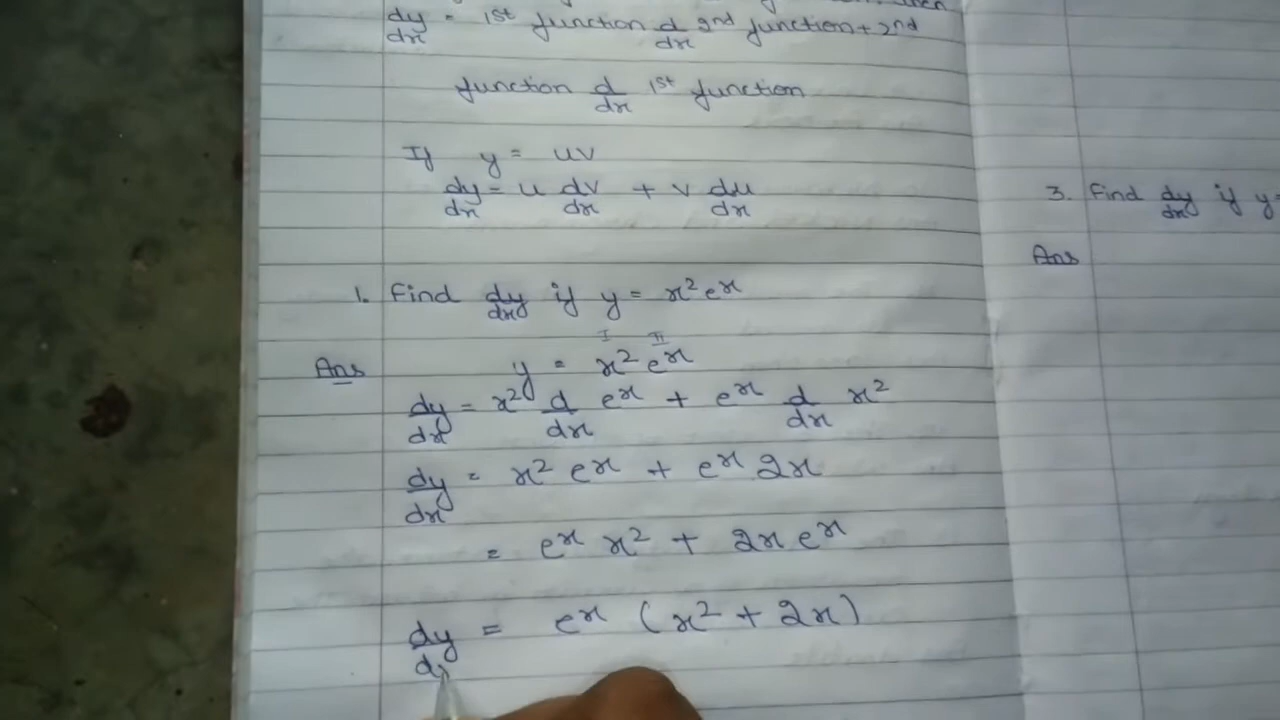 then
dy/dx = 1st function d/dx 2nd function + 2nd
function d/dx 1st function
If y = uv
dy/dx = u dv/dx + v du/dx
1. Find dy/dx if y = x² eˣ
I II
Ans y = x² eˣ
dy/dx = x² d/dx eˣ + eˣ d/dx x²
dy/dx = x² eˣ + eˣ 2x
= eˣ x² + 2x eˣ
dy/dx = eˣ (x² + 2x)
3. Find dy/dx if y=
Ans